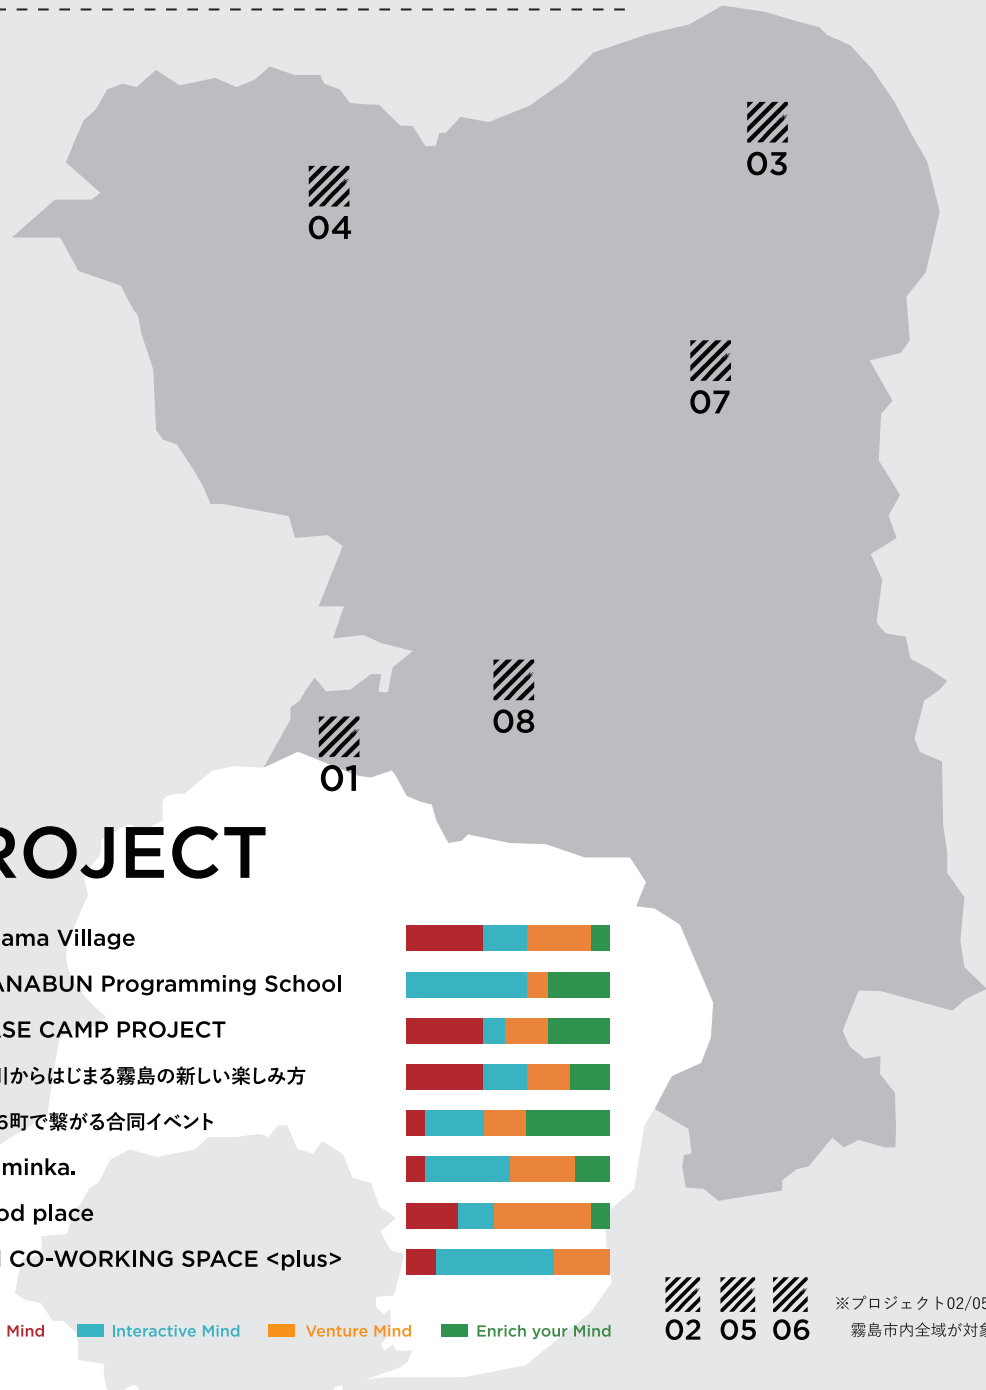 03
04
07
08
01
ROJECT
ama Village
ANABUN Programming School
ASE CAMP PROJECT
川からはじまる霧島の新しい楽しみ方
6町で繋がる合同イベント
minka.
od place
CO-WORKING SPACE <plus>
Mind
Interactive Mind
Venture Mind
Enrich your Mind
02 05 06
※プロジェクト02/05
霧島市内全域が対象